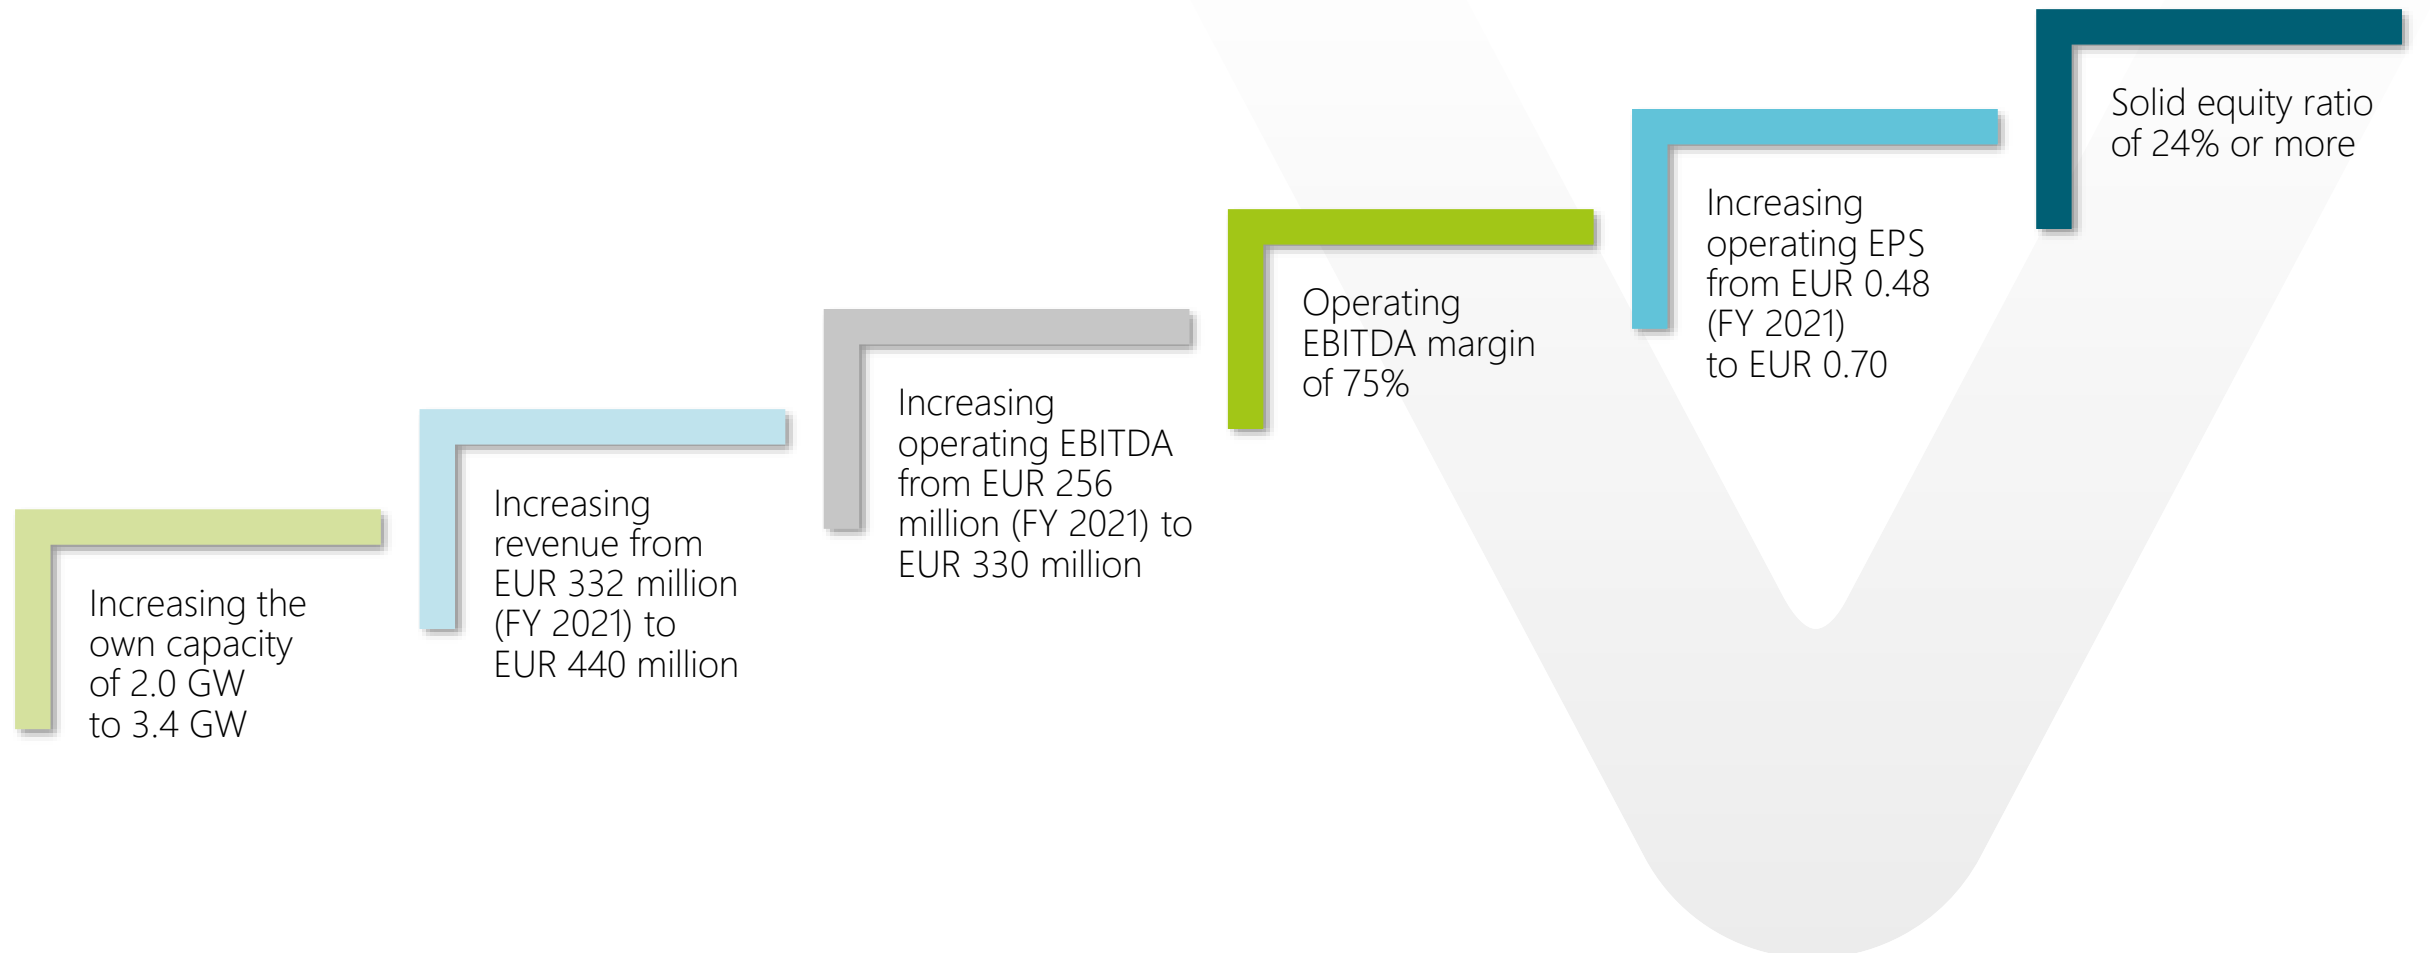 Increasing the
own capacity
of 2.0 GW
to 3.4 GW
Increasing
revenue from
EUR 332 million
(FY 2021) to
EUR 440 million
Increasing
operating EBITDA
from EUR 256
million (FY 2021) to
EUR 330 million
Operating
EBITDA margin
of 75%
Increasing
operating EPS
from EUR 0.48
(FY 2021)
to EUR 0.70
Solid equity ratio
of 24% or more